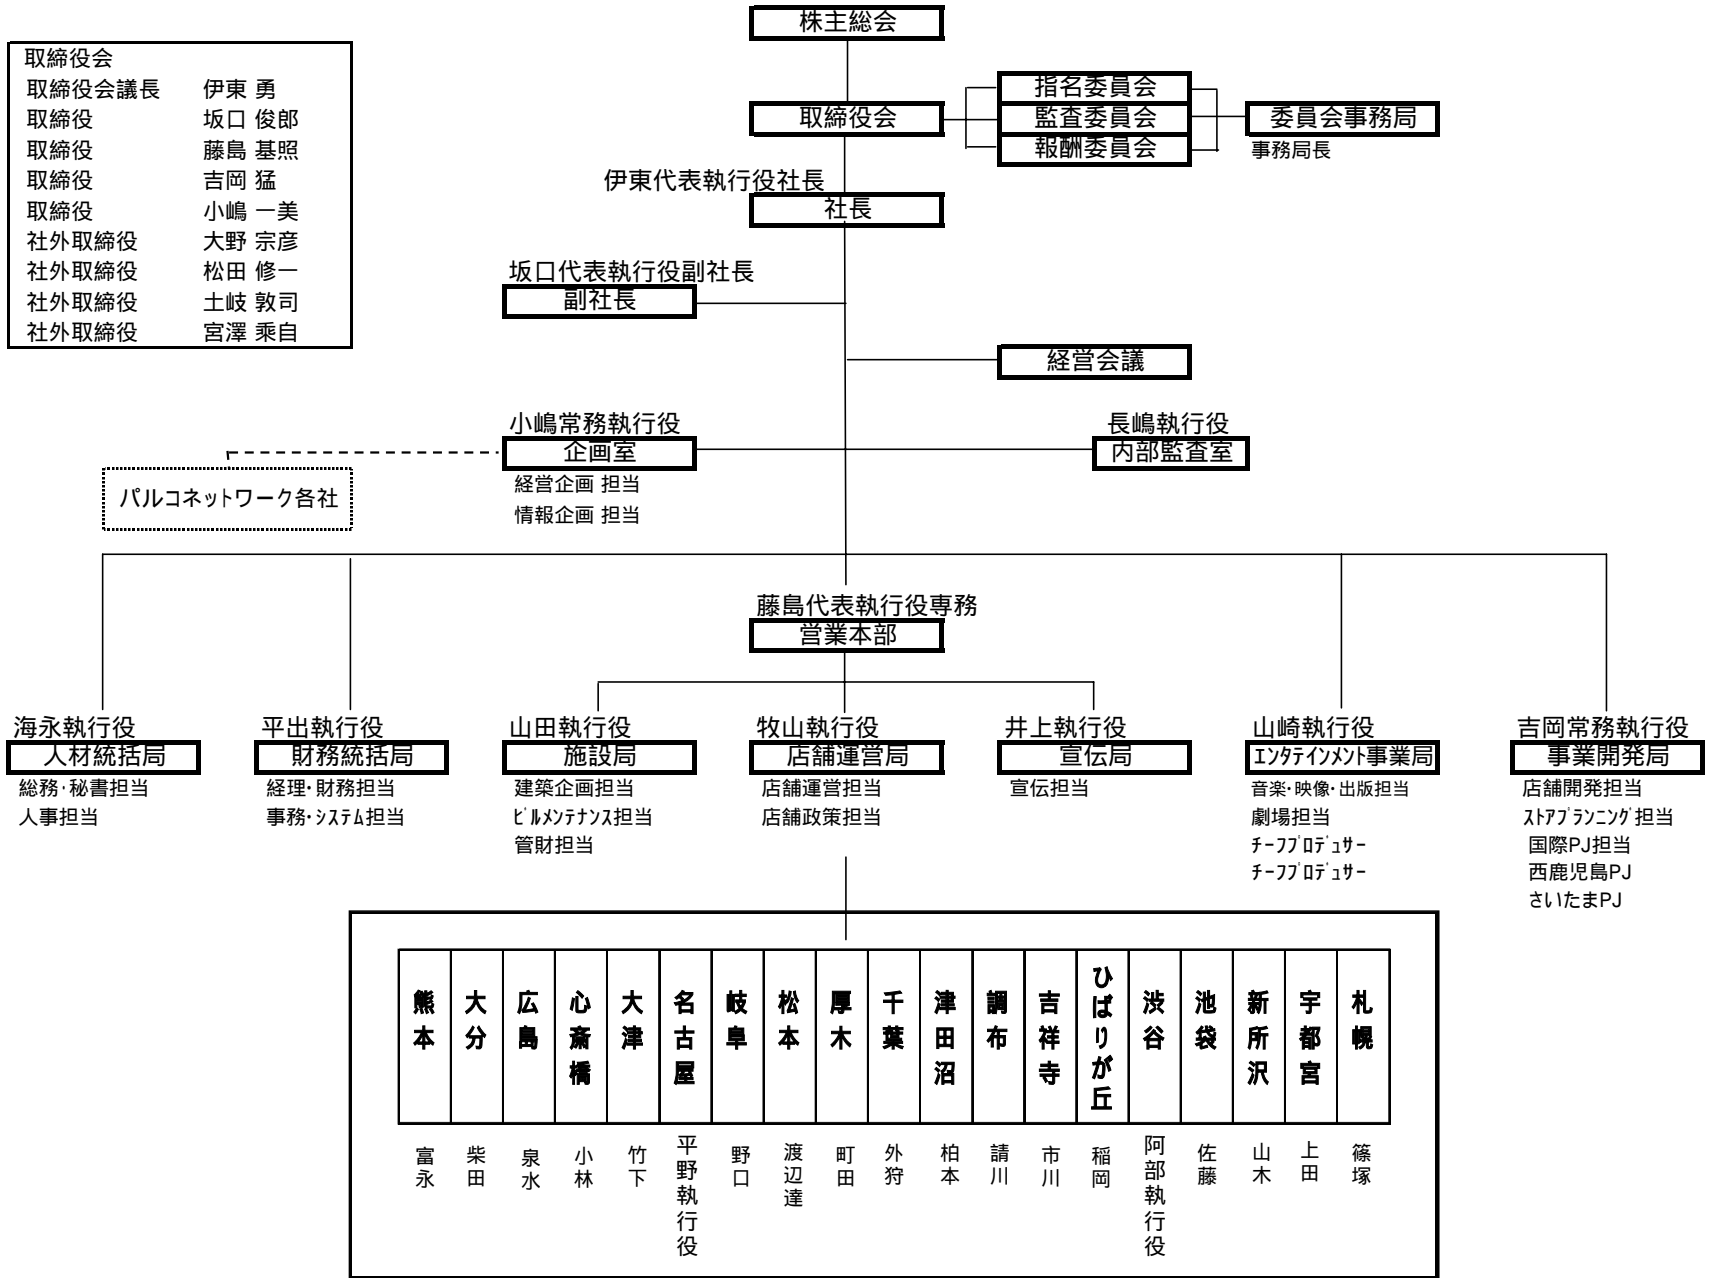 株主総会
取締役会
取締役会議長 伊東 勇
取締役 坂口 俊郎
取締役 藤島 基照
取締役 吉岡 猛
取締役 小嶋 一美
社外取締役 大野 宗彦
社外取締役 松田 修一
社外取締役 土岐 敦司
社外取締役 宮澤 乘自
取締役会
指名委員会
監査委員会
報酬委員会
委員会事務局
事務局長
伊東代表執行役社長
社長
坂口代表執行役副社長
副社長
経営会議
小嶋常務執行役
企画室
経営企画 担当
情報企画 担当
長嶋執行役
内部監査室
パルコネットワーク各社
藤島代表執行役専務
営業本部
海永執行役
人材統括局
総務・秘書担当
人事担当
平出執行役
財務統括局
経理・財務担当
事務・ｼｽﾃﾑ担当
山田執行役
施設局
建築企画担当
ﾋﾞﾙﾒﾝﾃﾅﾝｽ担当
管財担当
牧山執行役
店舗運営局
店舗運営担当
店舗政策担当
井上執行役
宣伝局
宣伝担当
山崎執行役
ｴﾝﾀﾃｲﾝﾒﾝﾄ事業局
音楽・映像・出版担当
劇場担当
ﾁｰﾌﾌﾟﾛﾃﾞｭｻｰ
ﾁｰﾌﾌﾟﾛﾃﾞｭｻｰ
吉岡常務執行役
事業開発局
店舗開発担当
ｽﾄｱﾌﾟﾗﾝﾆﾝｸﾞ担当
国際PJ担当
西鹿児島PJ
さいたまPJ
熊本
大分
広島
心斎橋
大津
名古屋
岐阜
松本
厚木
千葉
津田沼
調布
吉祥寺
ひばりが丘
渋谷
池袋
新所沢
宇都宮
札幌
富永
柴田
泉水
小林
竹下
平野執行役
野口
渡辺達
町田
外狩
柏本
請川
市川
稲岡
阿部執行役
佐藤
山木
上田
篠塚